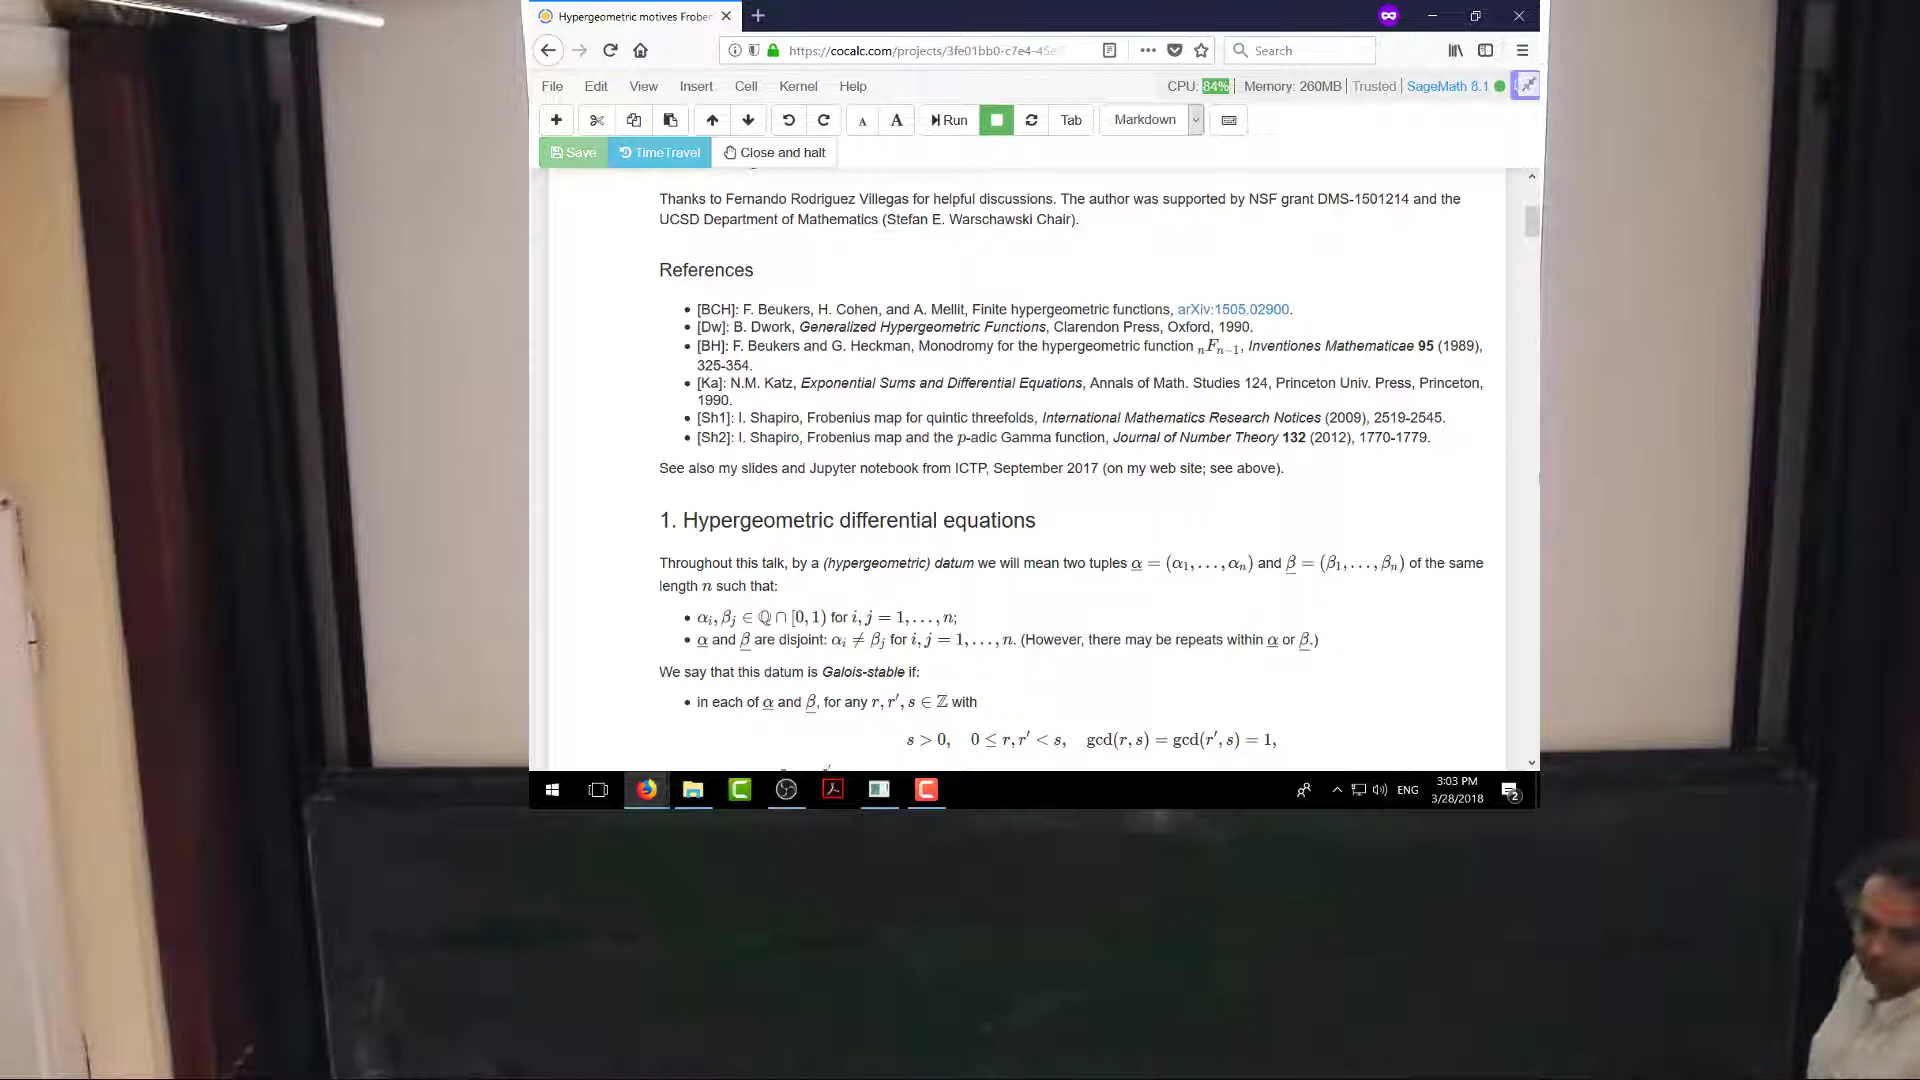 Hypergeometric motives Frober
https://cocalc.com/projects/3fe01bb0-c7e4-45e
Search
File Edit View Insert Cell Kernel Help
CPU: 84% Memory: 260MB Trusted SageMath 8.1
A A Run Tab Markdown
Save TimeTravel Close and halt
Thanks to Fernando Rodriguez Villegas for helpful discussions. The author was supported by NSF grant DMS-1501214 and the
UCSD Department of Mathematics (Stefan E. Warschawski Chair).
References
• [BCH]: F. Beukers, H. Cohen, and A. Mellit, Finite hypergeometric functions, arXiv:1505.02900.
• [Dw]: B. Dwork, Generalized Hypergeometric Functions, Clarendon Press, Oxford, 1990.
• [BH]: F. Beukers and G. Heckman, Monodromy for the hypergeometric function ₙFₙ₋₁, Inventiones Mathematicae 95 (1989),
325-354.
• [Ka]: N.M. Katz, Exponential Sums and Differential Equations, Annals of Math. Studies 124, Princeton Univ. Press, Princeton,
1990.
• [Sh1]: I. Shapiro, Frobenius map for quintic threefolds, International Mathematics Research Notices (2009), 2519-2545.
• [Sh2]: I. Shapiro, Frobenius map and the p-adic Gamma function, Journal of Number Theory 132 (2012), 1770-1779.
See also my slides and Jupyter notebook from ICTP, September 2017 (on my web site; see above).
1. Hypergeometric differential equations
Throughout this talk, by a (hypergeometric) datum we will mean two tuples α = (α₁, . . . , αₙ) and β = (β₁, . . . , βₙ) of the same
length n such that:
• αᵢ, βⱼ ∈ ℚ ∩ [0, 1) for i, j = 1, . . . , n;
• α and β are disjoint: αᵢ ≠ βⱼ for i, j = 1, . . . , n. (However, there may be repeats within α or β.)
We say that this datum is Galois-stable if:
• in each of α and β, for any r, r′, s ∈ ℤ with
s > 0, 0 ≤ r, r′ < s, gcd(r, s) = gcd(r′, s) = 1,
ENG
3:03 PM
3/28/2018
2